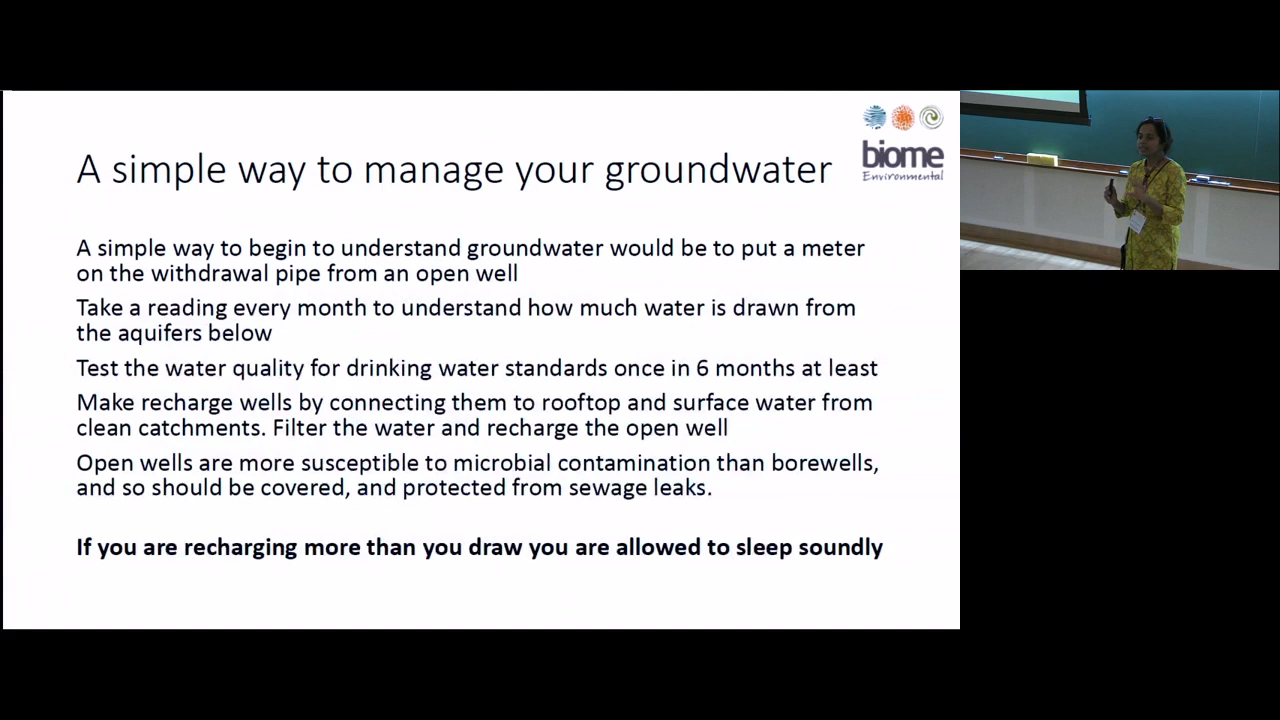 A simple way to manage your groundwater
biome
Environmental
A simple way to begin to understand groundwater would be to put a meter
on the withdrawal pipe from an open well
Take a reading every month to understand how much water is drawn from
the aquifers below
Test the water quality for drinking water standards once in 6 months at least
Make recharge wells by connecting them to rooftop and surface water from
clean catchments. Filter the water and recharge the open well
Open wells are more susceptible to microbial contamination than borewells,
and so should be covered, and protected from sewage leaks.
If you are recharging more than you draw you are allowed to sleep soundly